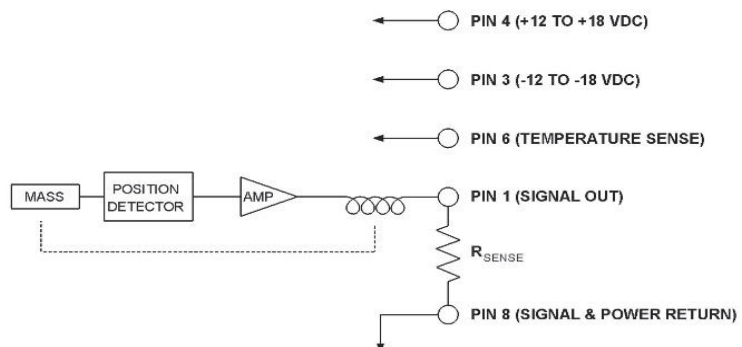 PIN 4 (+12 TO +18 VDC)
PIN 3 (-12 TO -18 VDC)
PIN 6 (TEMPERATURE SENSE)
MASS
POSITION
DETECTOR
AMP
PIN 1 (SIGNAL OUT)
RSENSE
PIN 8 (SIGNAL & POWER RETURN)